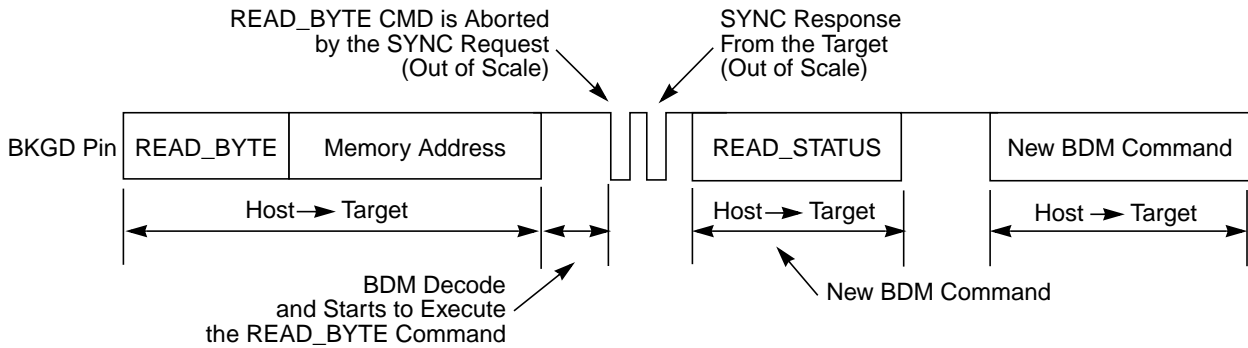 READ_BYTE CMD is Aborted
by the SYNC Request
(Out of Scale)
SYNC Response
From the Target
(Out of Scale)
BKGD Pin
READ_BYTE
Memory Address
READ_STATUS
New BDM Command
Host Target
Host Target
Host Target
BDM Decode
and Starts to Execute
the READ_BYTE Command
New BDM Command